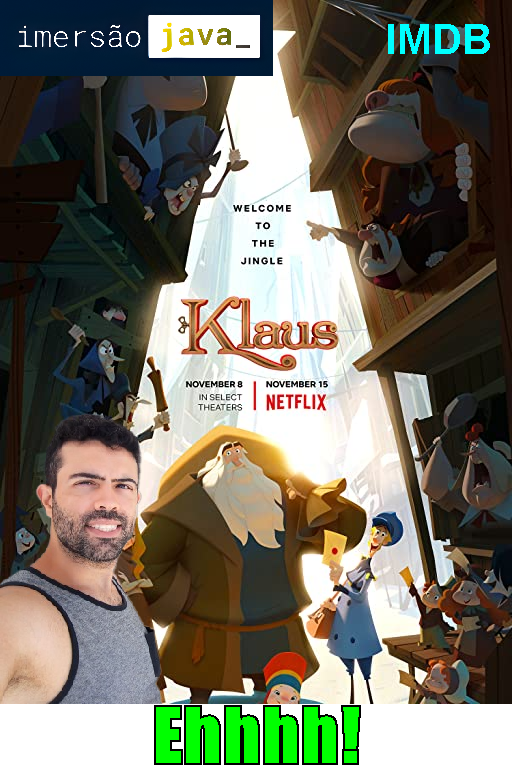 imersão java_
IMDB
WELCOME
TO
THE
JINGLE
Klaus
NOVEMBER 8
IN SELECT
THEATERS
NOVEMBER 15
NETFLIX
Ehhhh!